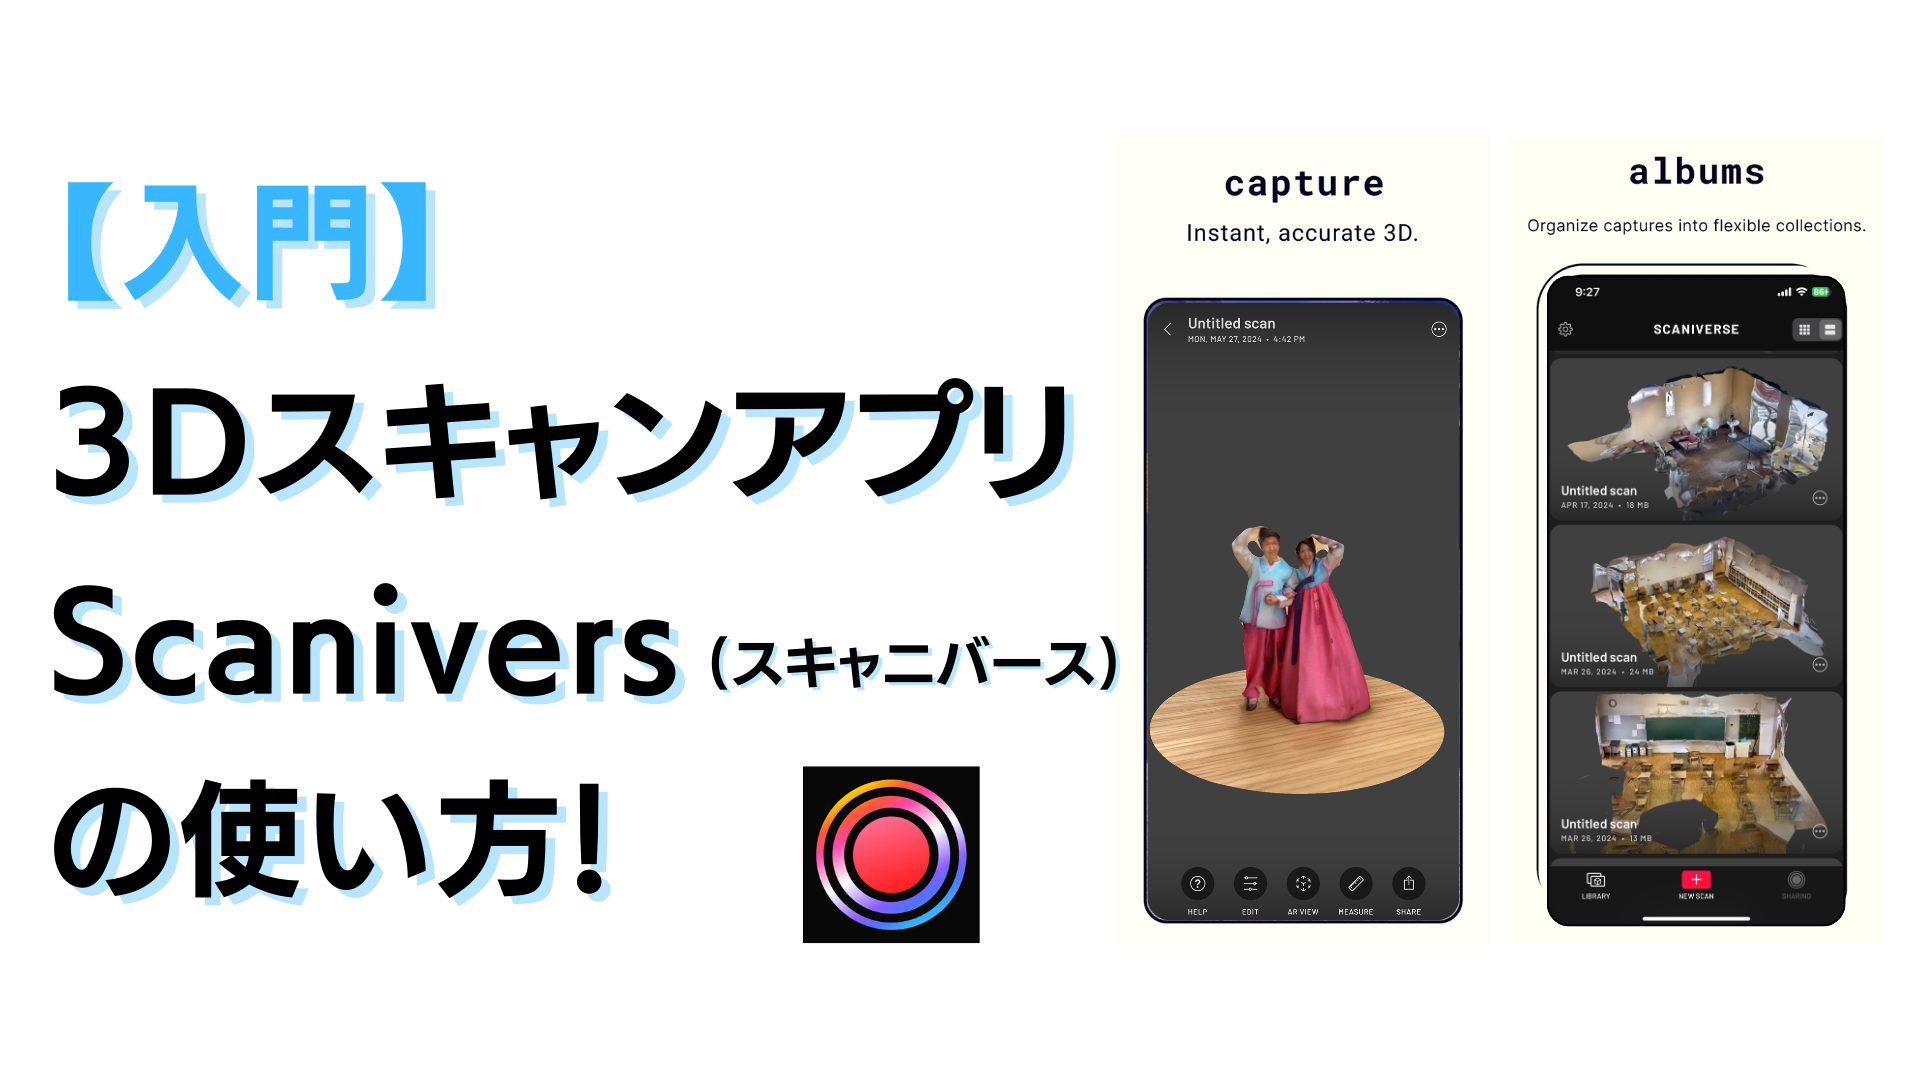 【入門】
3Dスキャンアプリ
Scanivers（スキャニバース）
の使い方!
capture
Instant, accurate 3D.
Untitled scan
MON, MAY 27, 2024 • 4:42 PM
HELP EDIT AR VIEW MEASURE SHARE
albums
Organize captures into flexible collections.
9:27 86+
SCANIVERSE
Untitled scan
APR 17, 2024 • 18 MB
Untitled scan
MAR 26, 2024 • 24 MB
Untitled scan
MAR 26, 2024 • 13 MB
LIBRARY NEW SCAN SHARING